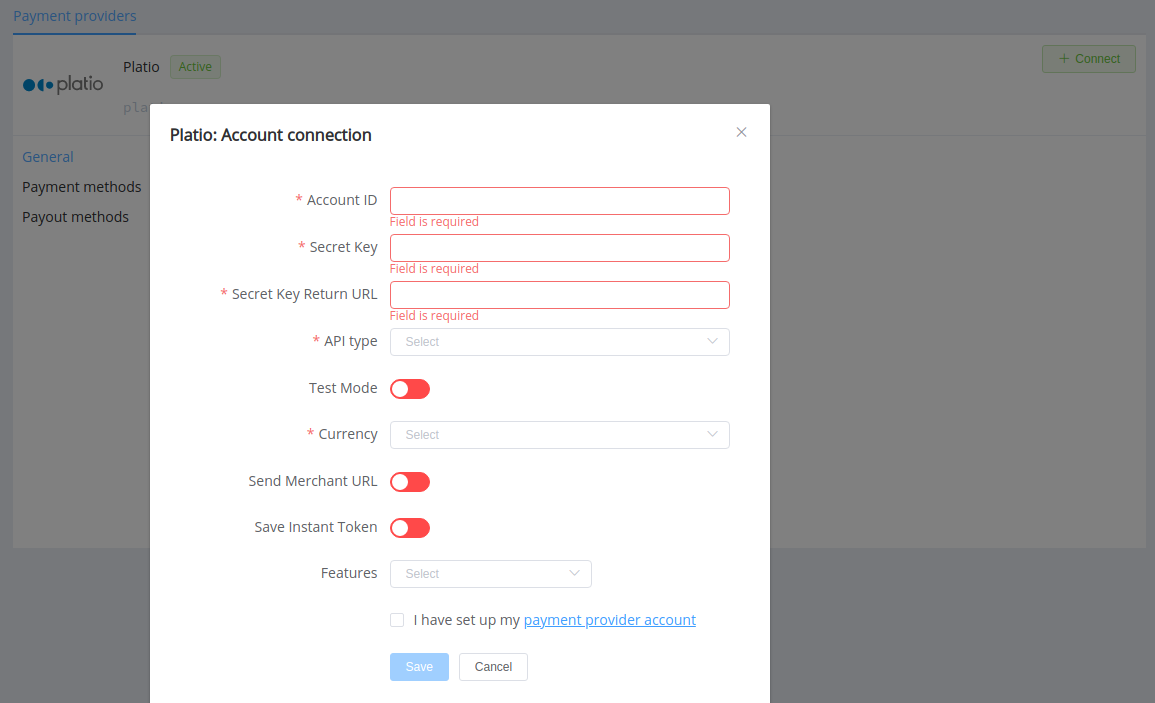 Payment providers
platio
Platio
Active
+ Connect
Platio: Account connection
General
Payment methods
Payout methods
* Account ID
Field is required
* Secret Key
Field is required
* Secret Key Return URL
Field is required
* API type
Select
Test Mode
* Currency
Select
Send Merchant URL
Save Instant Token
Features
Select
I have set up my payment provider account
Save
Cancel